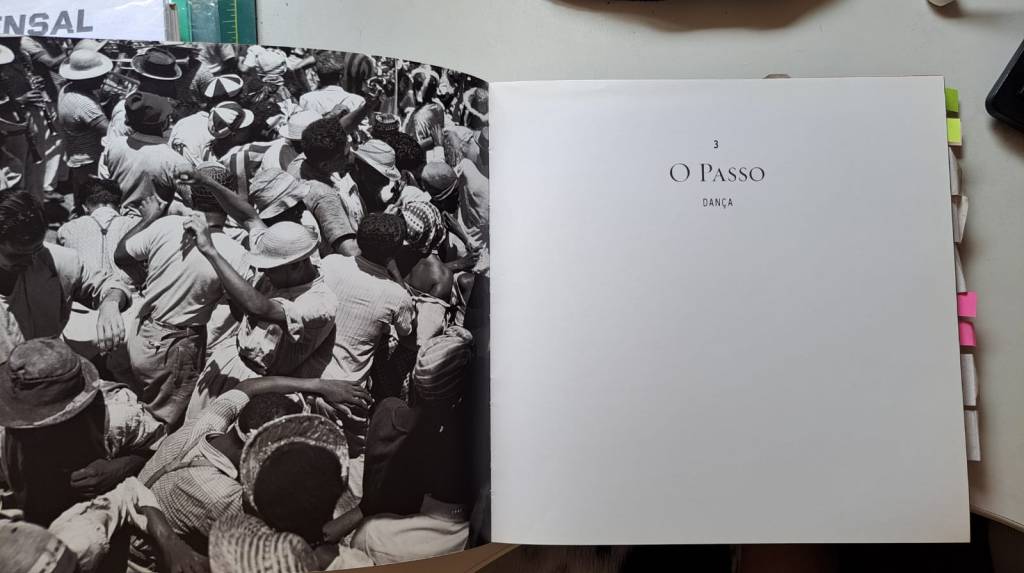 ENSAL
3
O PASSO
DANÇA